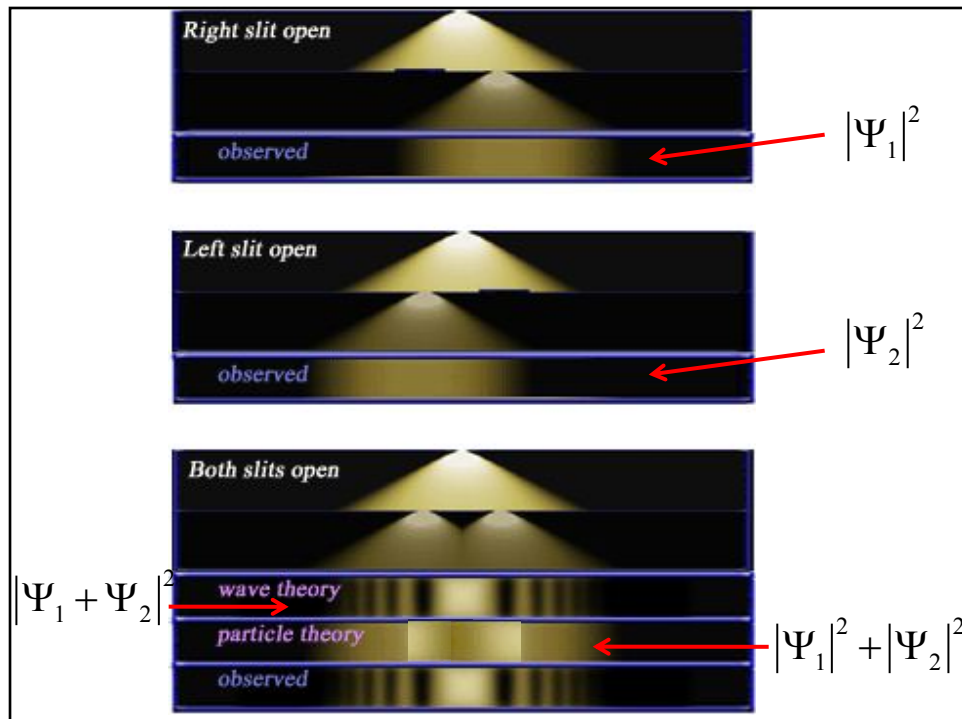 Right slit open
observed
|Ψ₁|²
Left slit open
observed
|Ψ₂|²
Both slits open
wave theory
|Ψ₁ + Ψ₂|²
particle theory
|Ψ₁|² + |Ψ₂|²
observed